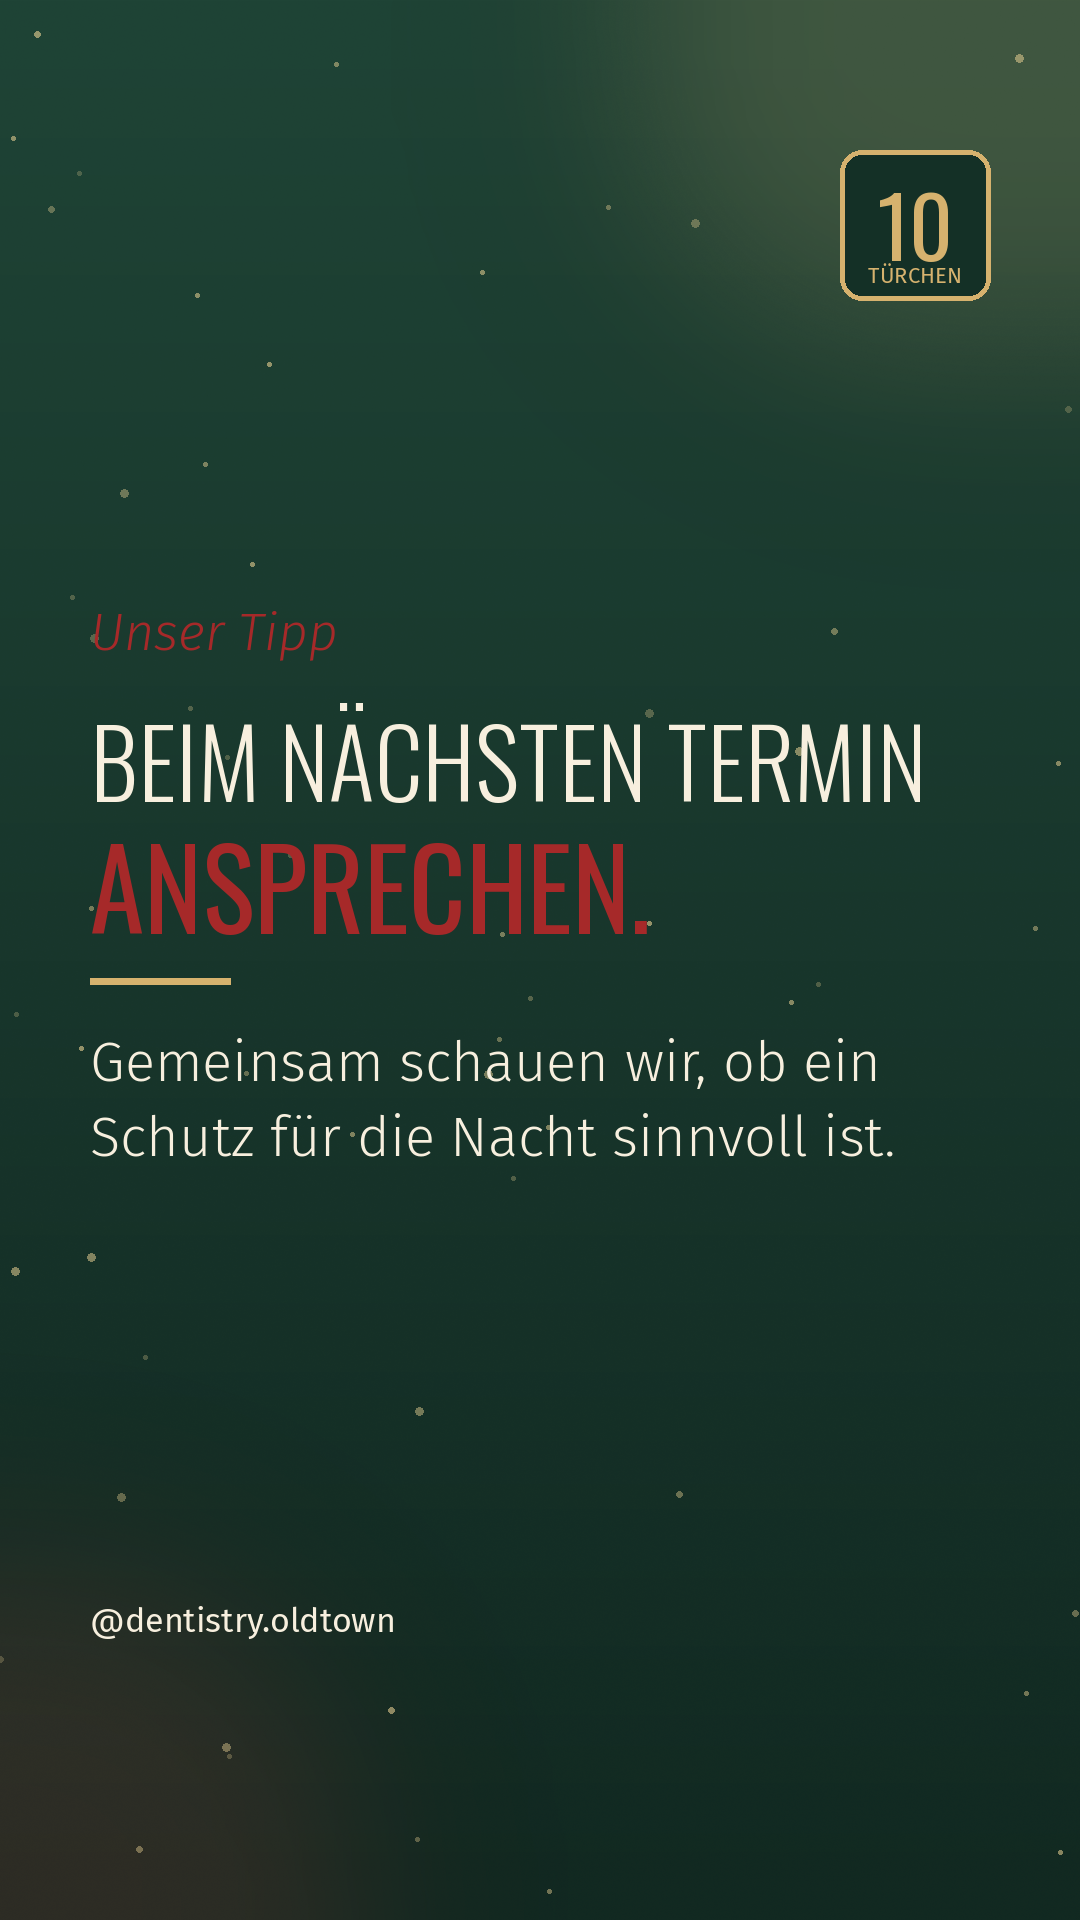 10
TÜRCHEN
Unser Tipp
BEIM NÄCHSTEN TERMIN
ANSPRECHEN.
Gemeinsam schauen wir, ob ein
Schutz für die Nacht sinnvoll ist.
@dentistry.oldtown